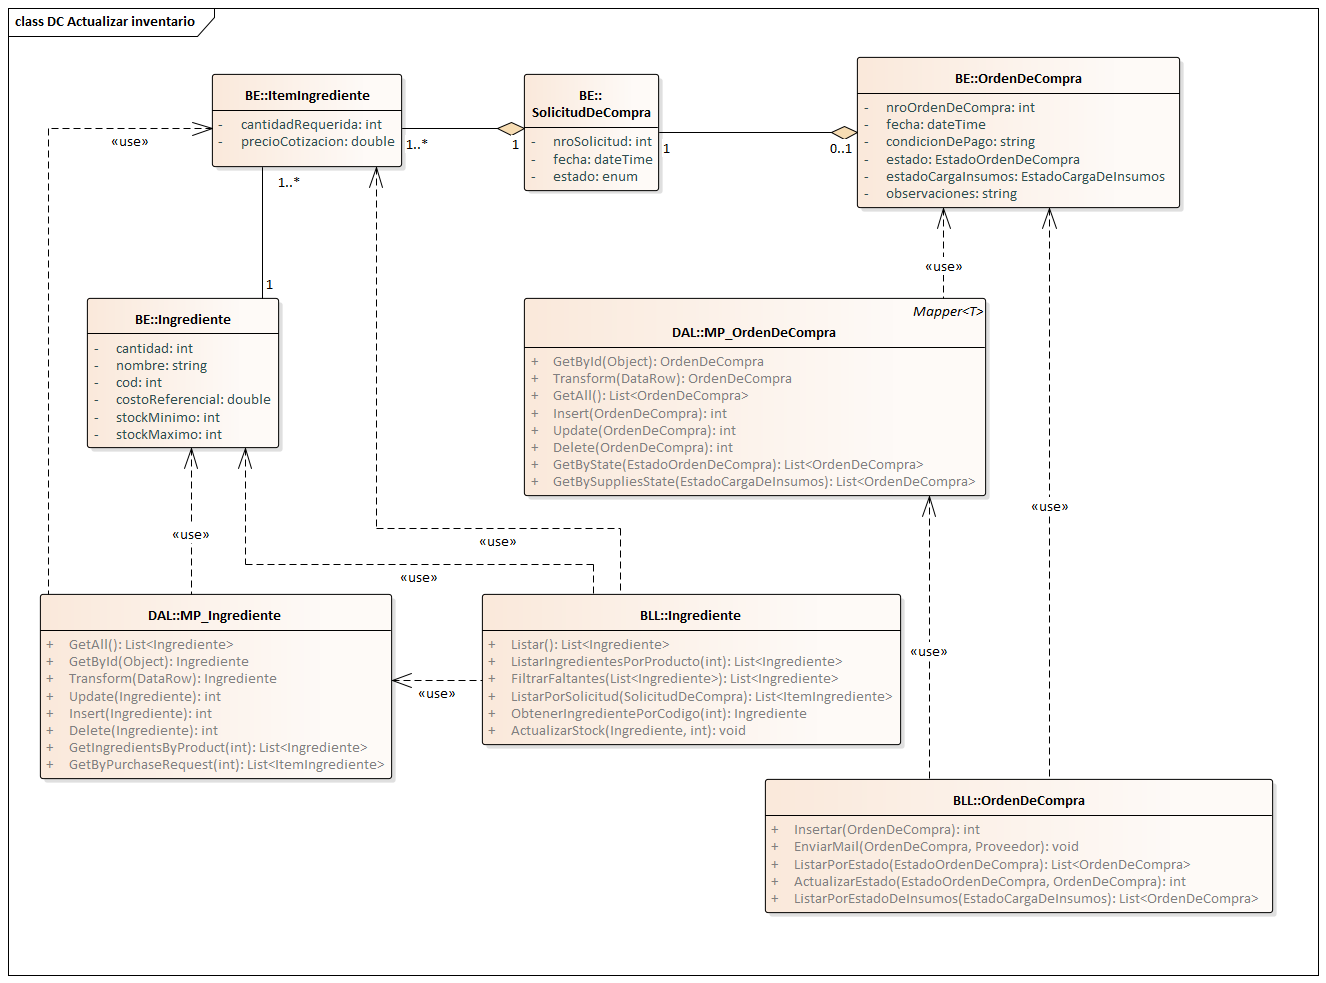 class DC Actualizar inventario
BE::ItemIngrediente
- cantidadRequerida: int
- precioCotizacion: double
BE::
SolicitudDeCompra
- nroSolicitud: int
- fecha: dateTime
- estado: enum
BE::OrdenDeCompra
- nroOrdenDeCompra: int
- fecha: dateTime
- condicionDePago: string
- estado: EstadoOrdenDeCompra
- estadoCargaInsumos: EstadoCargaDeInsumos
- observaciones: string
«use»
1..*
1
1
0..1
1..*
1
«use»
BE::Ingrediente
- cantidad: int
- nombre: string
- cod: int
- costoReferencial: double
- stockMinimo: int
- stockMaximo: int
Mapper<T>
DAL::MP_OrdenDeCompra
+ GetById(Object): OrdenDeCompra
+ Transform(DataRow): OrdenDeCompra
+ GetAll(): List<OrdenDeCompra>
+ Insert(OrdenDeCompra): int
+ Update(OrdenDeCompra): int
+ Delete(OrdenDeCompra): int
+ GetByState(EstadoOrdenDeCompra): List<OrdenDeCompra>
+ GetBySuppliesState(EstadoCargaDeInsumos): List<OrdenDeCompra>
«use»
«use»
«use»
«use»
DAL::MP_Ingrediente
+ GetAll(): List<Ingrediente>
+ GetById(Object): Ingrediente
+ Transform(DataRow): Ingrediente
+ Update(Ingrediente): int
+ Insert(Ingrediente): int
+ Delete(Ingrediente): int
+ GetIngredientsByProduct(int): List<Ingrediente>
+ GetByPurchaseRequest(int): List<ItemIngrediente>
«use»
BLL::Ingrediente
+ Listar(): List<Ingrediente>
+ ListarIngredientesPorProducto(int): List<Ingrediente>
+ FiltrarFaltantes(List<Ingrediente>): List<Ingrediente>
+ ListarPorSolicitud(SolicitudDeCompra): List<ItemIngrediente>
+ ObtenerIngredientePorCodigo(int): Ingrediente
+ ActualizarStock(Ingrediente, int): void
«use»
BLL::OrdenDeCompra
+ Insertar(OrdenDeCompra): int
+ EnviarMail(OrdenDeCompra, Proveedor): void
+ ListarPorEstado(EstadoOrdenDeCompra): List<OrdenDeCompra>
+ ActualizarEstado(EstadoOrdenDeCompra, OrdenDeCompra): int
+ ListarPorEstadoDeInsumos(EstadoCargaDeInsumos): List<OrdenDeCompra>